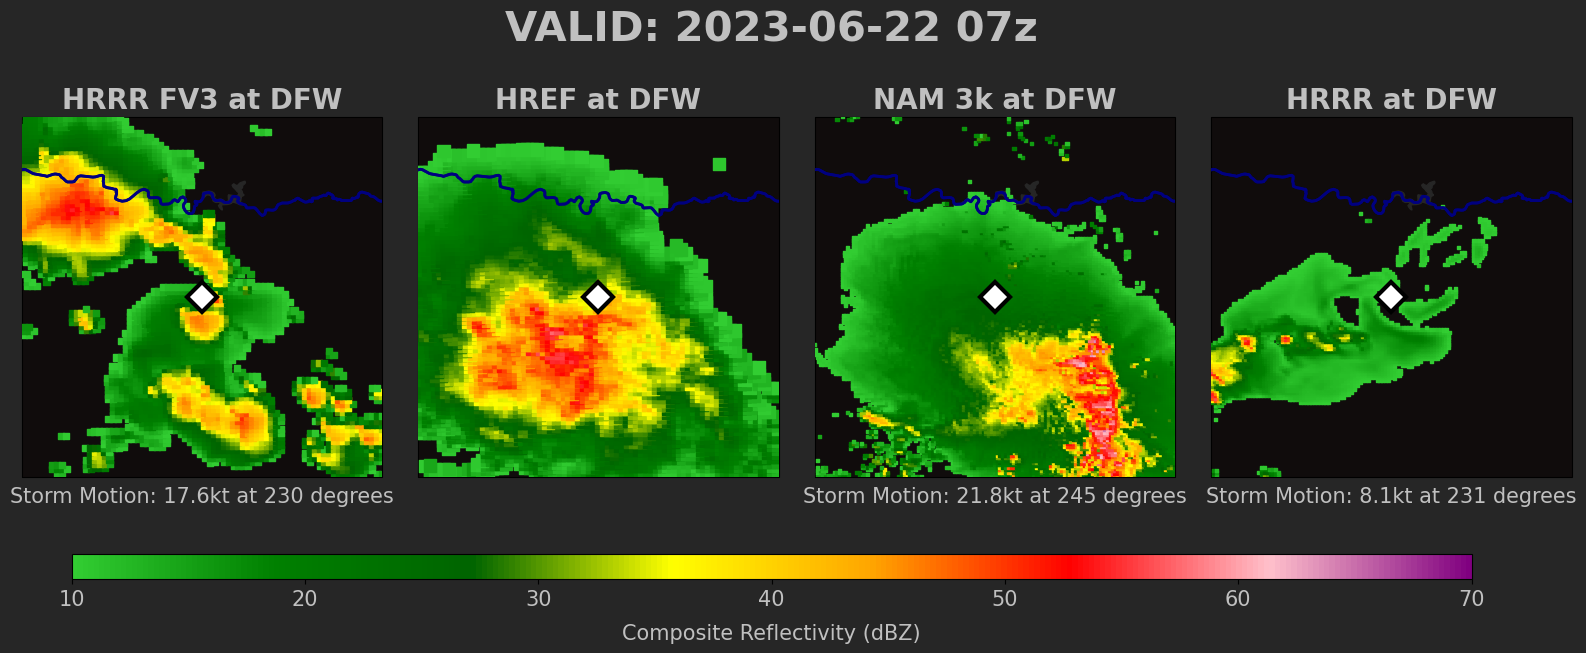 VALID: 2023-06-22 07z
HRRR FV3 at DFW
HREF at DFW
NAM 3k at DFW
HRRR at DFW
Storm Motion: 17.6kt at 230 degrees
Storm Motion: 21.8kt at 245 degrees
Storm Motion: 8.1kt at 231 degrees
10 20 30 40 50 60 70
Composite Reflectivity (dBZ)